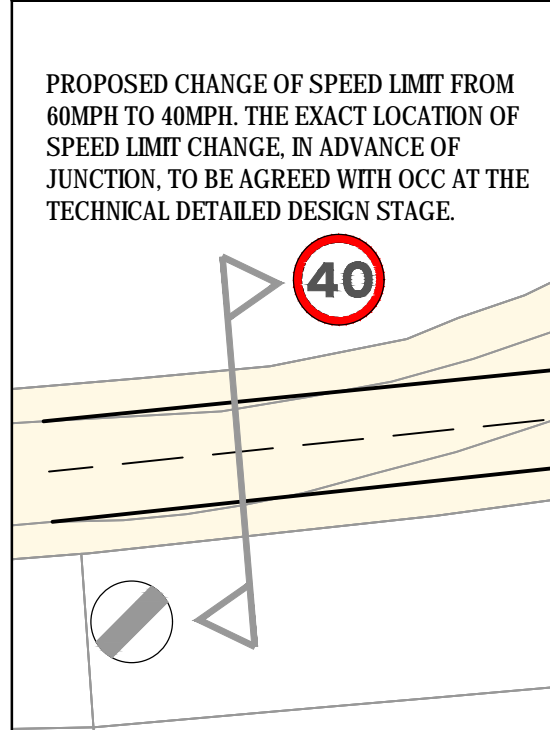 PROPOSED CHANGE OF SPEED LIMIT FROM
60MPH TO 40MPH. THE EXACT LOCATION OF
SPEED LIMIT CHANGE, IN ADVANCE OF
JUNCTION, TO BE AGREED WITH OCC AT THE
TECHNICAL DETAILED DESIGN STAGE.
40